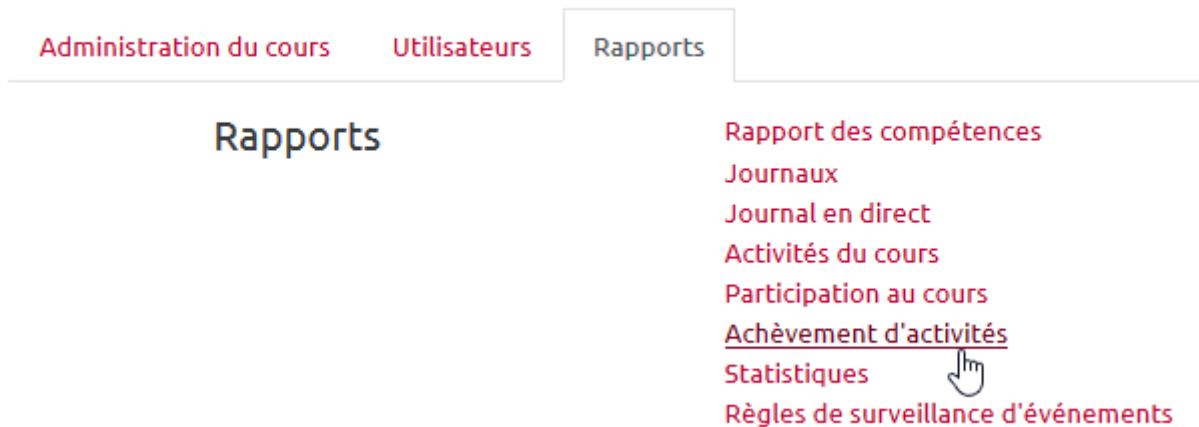 Administration du cours Utilisateurs Rapports
Rapports
Rapport des compétences
Journaux
Journal en direct
Activités du cours
Participation au cours
Achèvement d'activités
Statistiques
Règles de surveillance d'événements